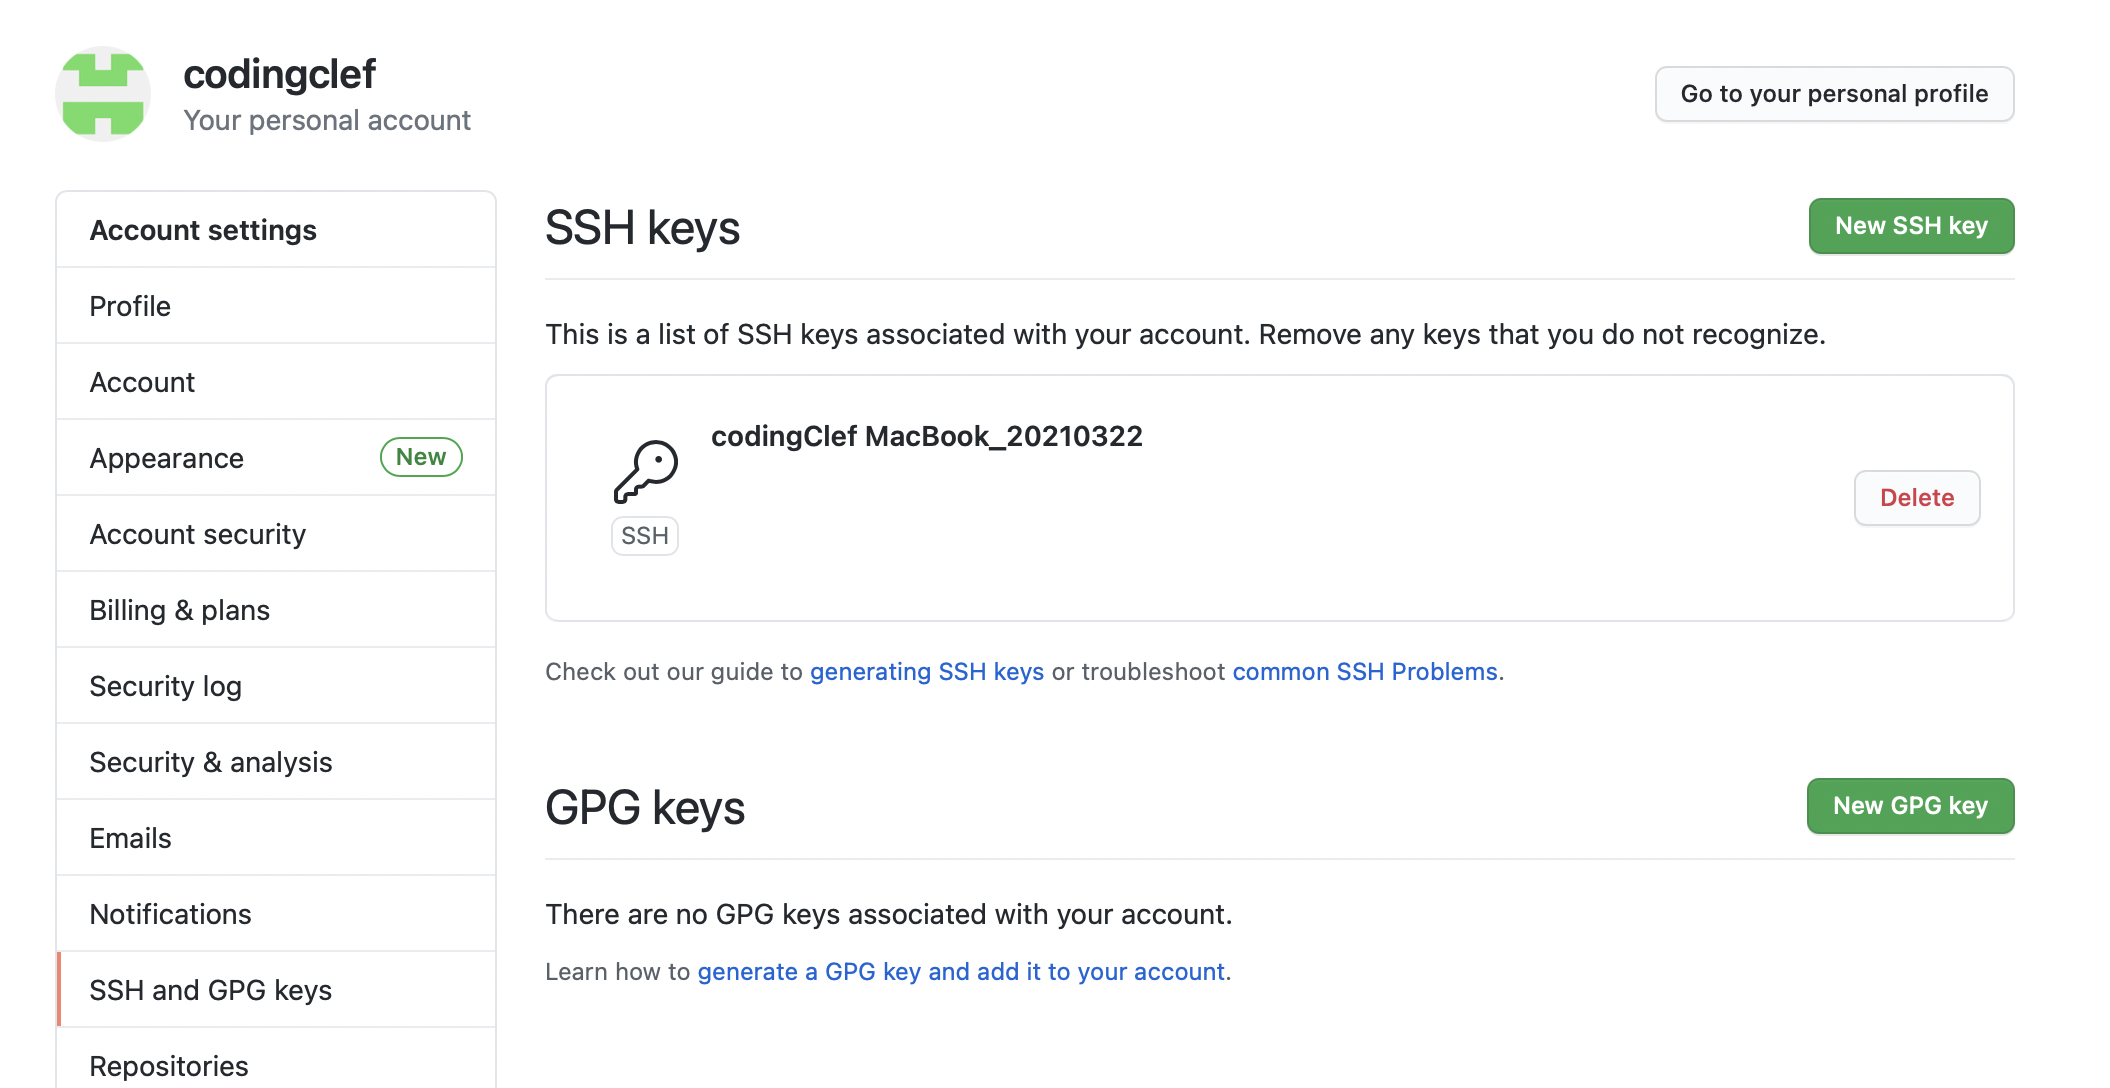 codingclef
Your personal account
Go to your personal profile
Account settings
Profile
Account
Appearance New
Account security
Billing & plans
Security log
Security & analysis
Emails
Notifications
SSH and GPG keys
Repositories
SSH keys
New SSH key
This is a list of SSH keys associated with your account. Remove any keys that you do not recognize.
codingClef MacBook_20210322
SSH
Delete
Check out our guide to generating SSH keys or troubleshoot common SSH Problems.
GPG keys
New GPG key
There are no GPG keys associated with your account.
Learn how to generate a GPG key and add it to your account.